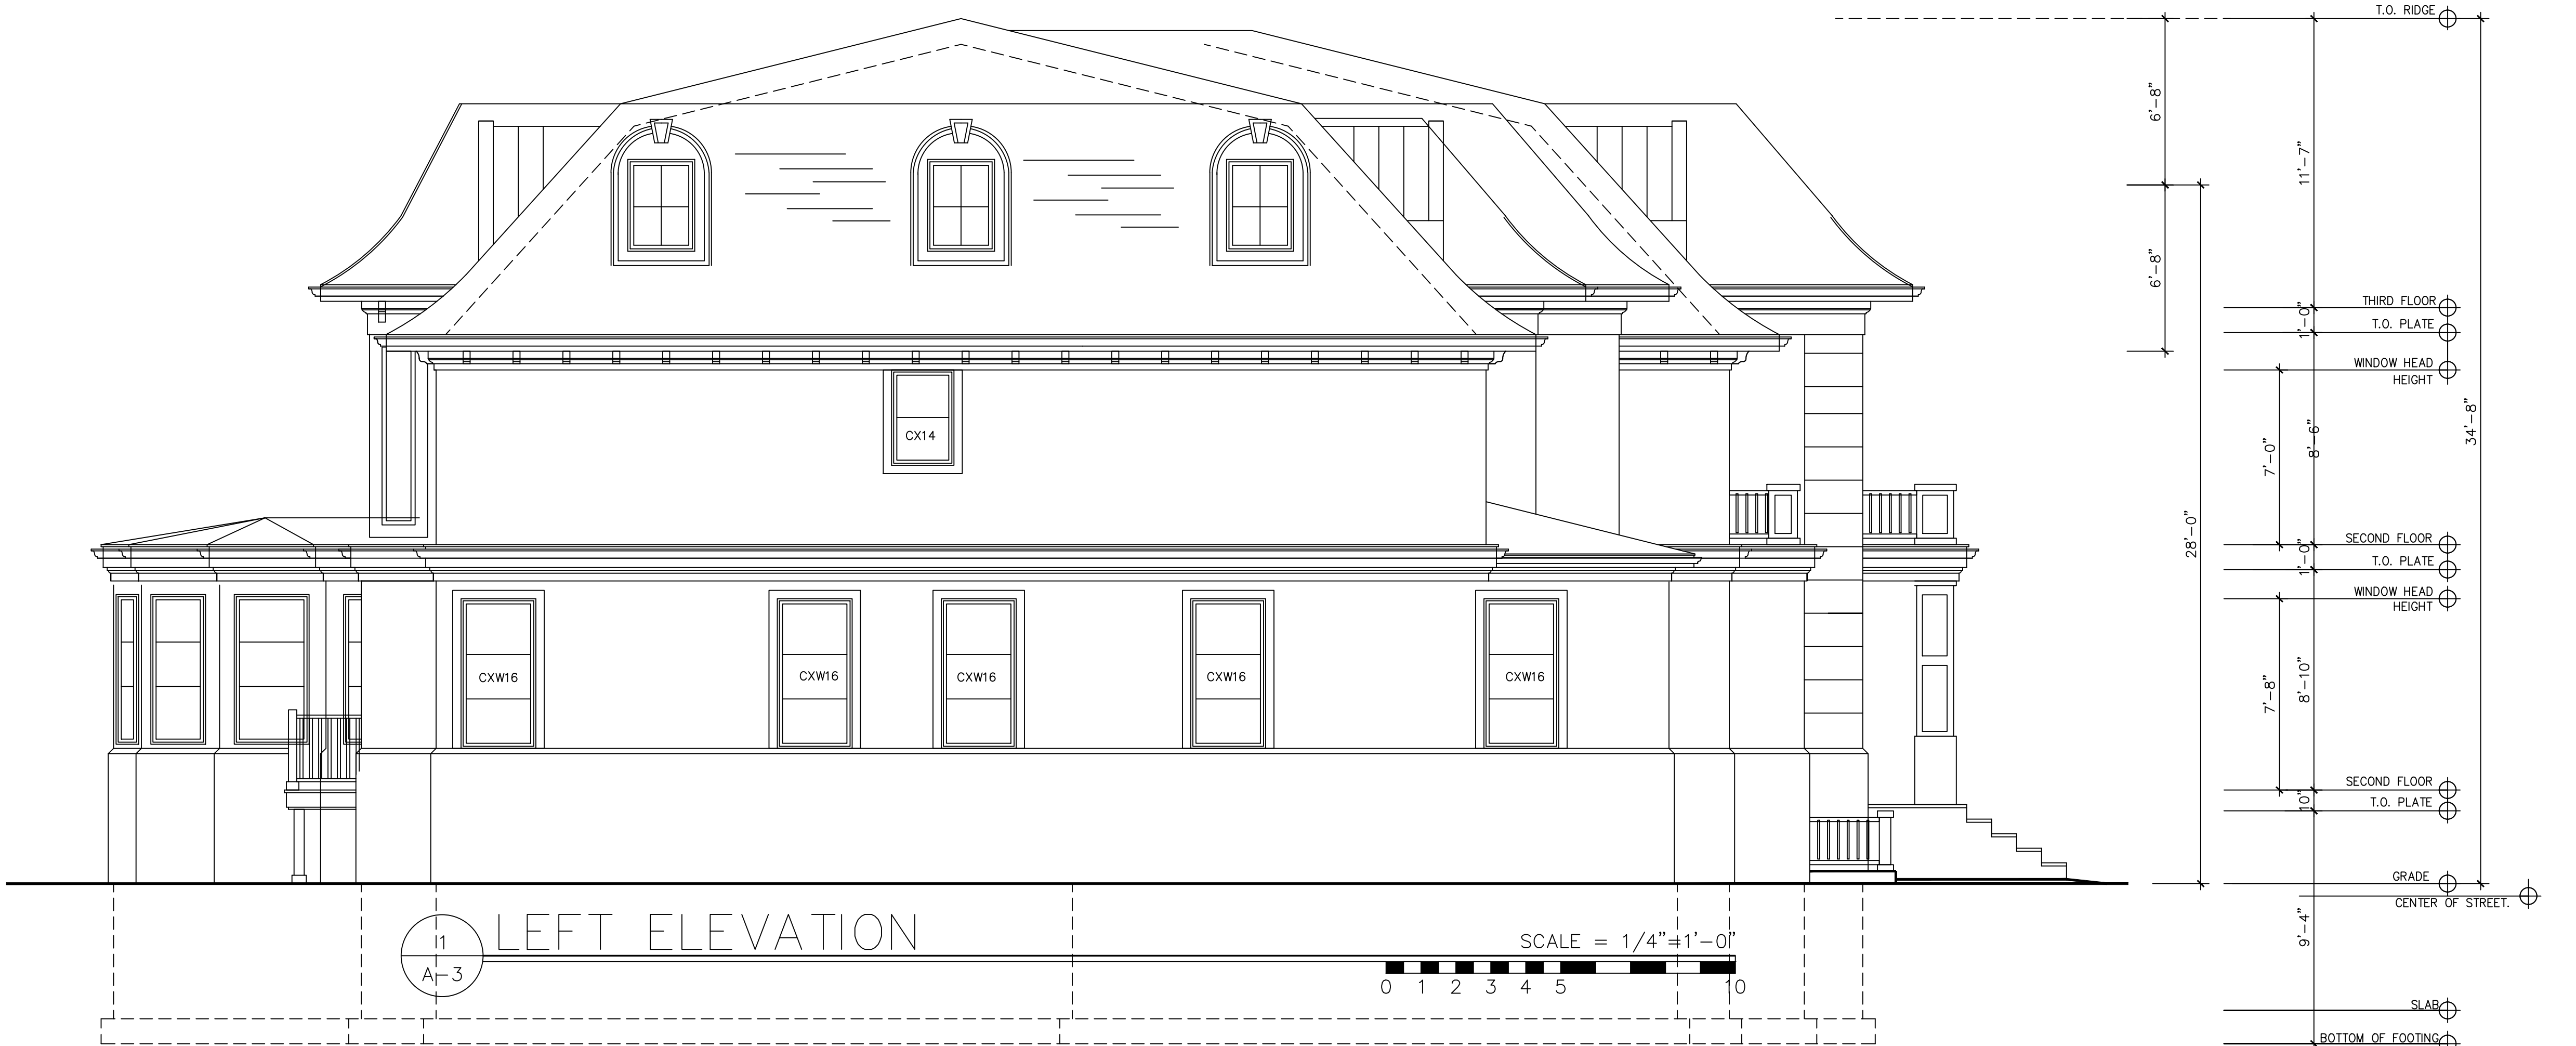 T.O. RIDGE
6'-8"
11'-7"
6'-8"
THIRD FLOOR
1'-0"
T.O. PLATE
WINDOW HEAD
HEIGHT
34'-8"
CX14
7'-0"
8'-6"
28'-0"
SECOND FLOOR
1'-0"
T.O. PLATE
WINDOW HEAD
HEIGHT
CXW16
CXW16
CXW16
CXW16
CXW16
7'-8"
8'-10"
SECOND FLOOR
10"
T.O. PLATE
GRADE
CENTER OF STREET.
9'-4"
1
A-3
LEFT ELEVATION
SCALE = 1/4"=1'-0"
0 1 2 3 4 5 10
SLAB
BOTTOM OF FOOTING